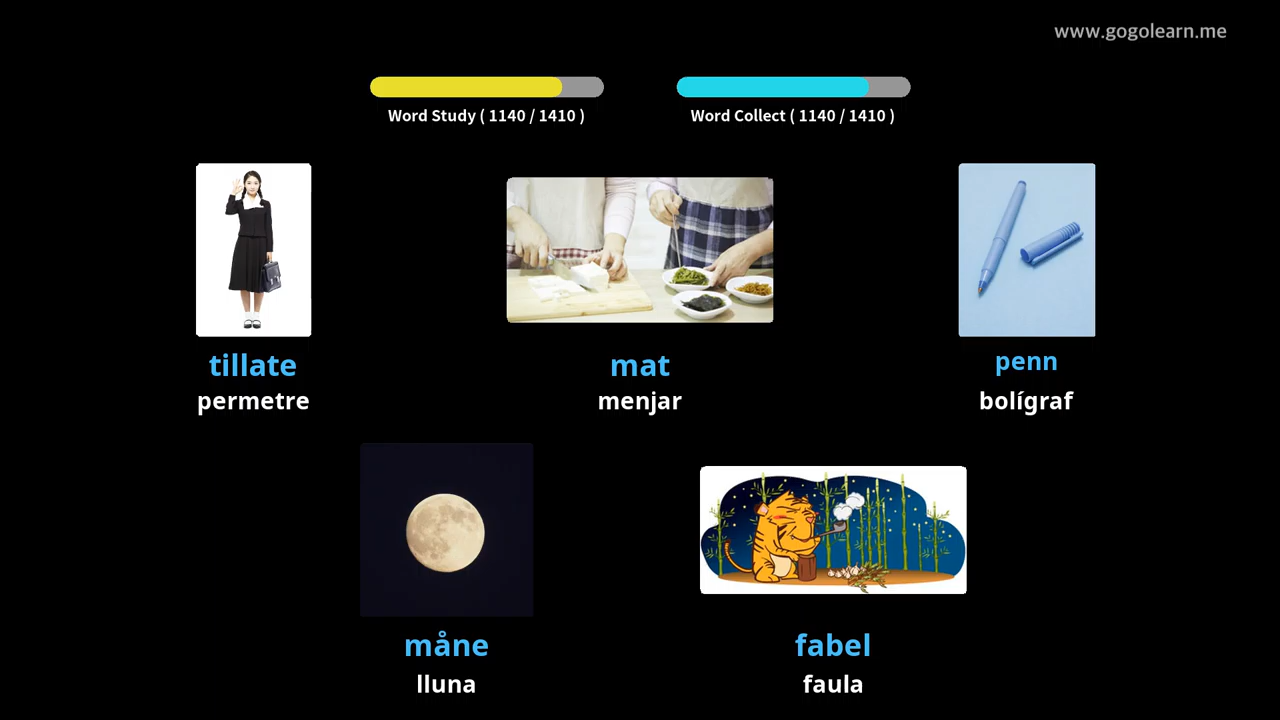 www.gogolearn.me
Word Study ( 1140 / 1410 )
Word Collect ( 1140 / 1410 )
tillate
permetre
mat
menjar
penn
bolígraf
måne
lluna
fabel
faula